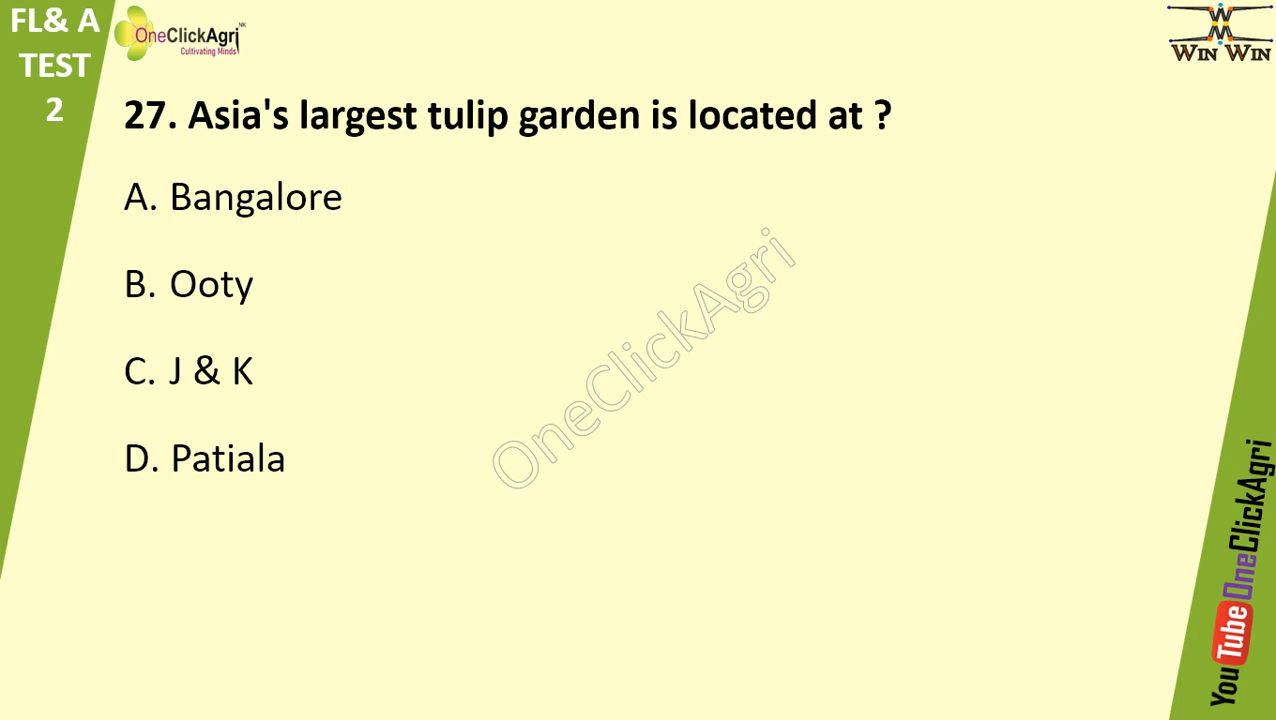 FL& A
TEST
2
OneClickAgri
NK
Cultivating Minds
WIN WIN
27. Asia's largest tulip garden is located at ?
A. Bangalore
B. Ooty
C. J & K
D. Patiala
OneClickAgri
YouTube OneClickAgri